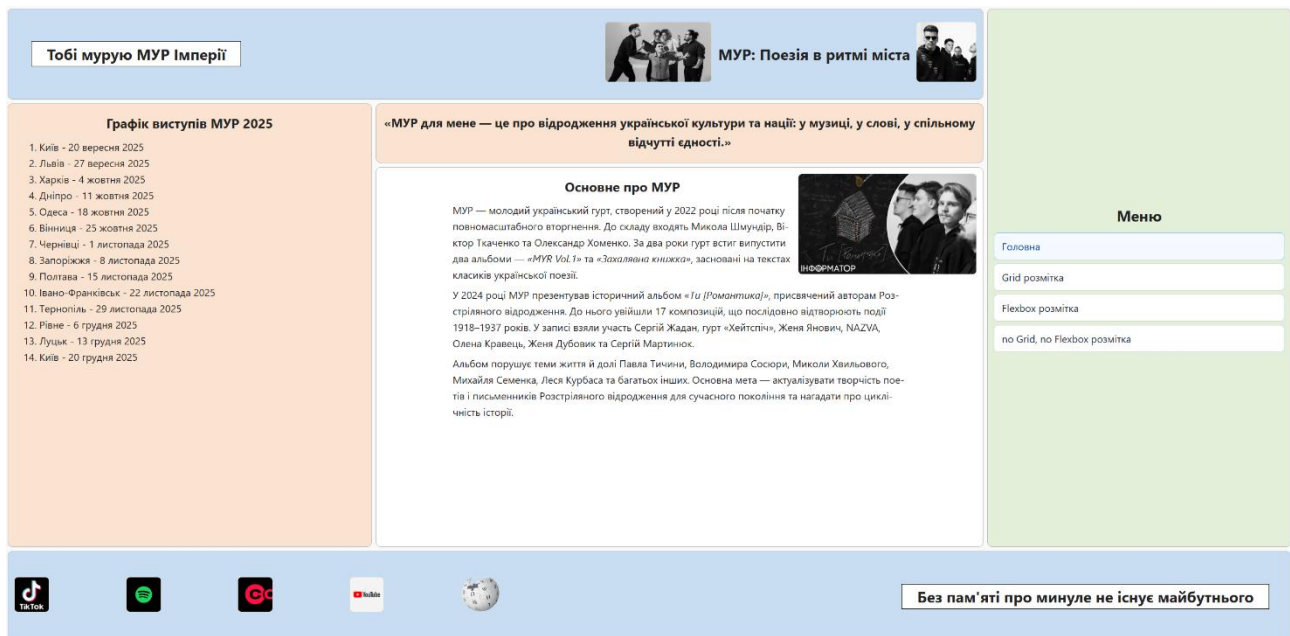 Тобі мурую МУР Імперії
МУР: Поезія в ритмі міста
Графік виступів МУР 2025
1. Київ - 20 вересня 2025
2. Львів - 27 вересня 2025
3. Харків - 4 жовтня 2025
4. Дніпро - 11 жовтня 2025
5. Одеса - 18 жовтня 2025
6. Вінниця - 25 жовтня 2025
7. Чернівці - 1 листопада 2025
8. Запоріжжя - 8 листопада 2025
9. Полтава - 15 листопада 2025
10. Івано-Франківськ - 22 листопада 2025
11. Тернопіль - 29 листопада 2025
12. Рівне - 6 грудня 2025
13. Луцьк - 13 грудня 2025
14. Київ - 20 грудня 2025
«МУР для мене — це про відродження української культури та нації: у музиці, у слові, у спільному
відчутті єдності.»
Основне про МУР
МУР — молодий український гурт, створений у 2022 році після початку
повномасштабного вторгнення. До складу входять Микола Шмундір, Ві-
ктор Ткаченко та Олександр Хоменко. За два роки гурт встиг випустити
два альбоми — «MYR Vol.1» та «Захалявна книжка», засновані на текстах
класиків української поезії.
У 2024 році МУР презентував історичний альбом «Ти [Романтика]», присвячений авторам Роз-
стріляного відродження. До нього увійшли 17 композицій, що послідовно відтворюють події
1918–1937 років. У записі взяли участь Сергій Жадан, гурт «Хейтспіч», Женя Янович, NAZVA,
Олена Кравець, Женя Дубовик та Сергій Мартинюк.
Альбом порушує теми життя й долі Павла Тичини, Володимира Сосюри, Миколи Хвильового,
Михайля Семенка, Леся Курбаса та багатьох інших. Основна мета — актуалізувати творчість пое-
тів і письменників Розстріляного відродження для сучасного покоління та нагадати про циклі-
чність історії.
Ти [Романтика]
ІНФОРМАТОР
Меню
Головна
Grid розмітка
Flexbox розмітка
no Grid, no Flexbox розмітка
TikTok
YouTube
Без пам'яті про минуле не існує майбутнього